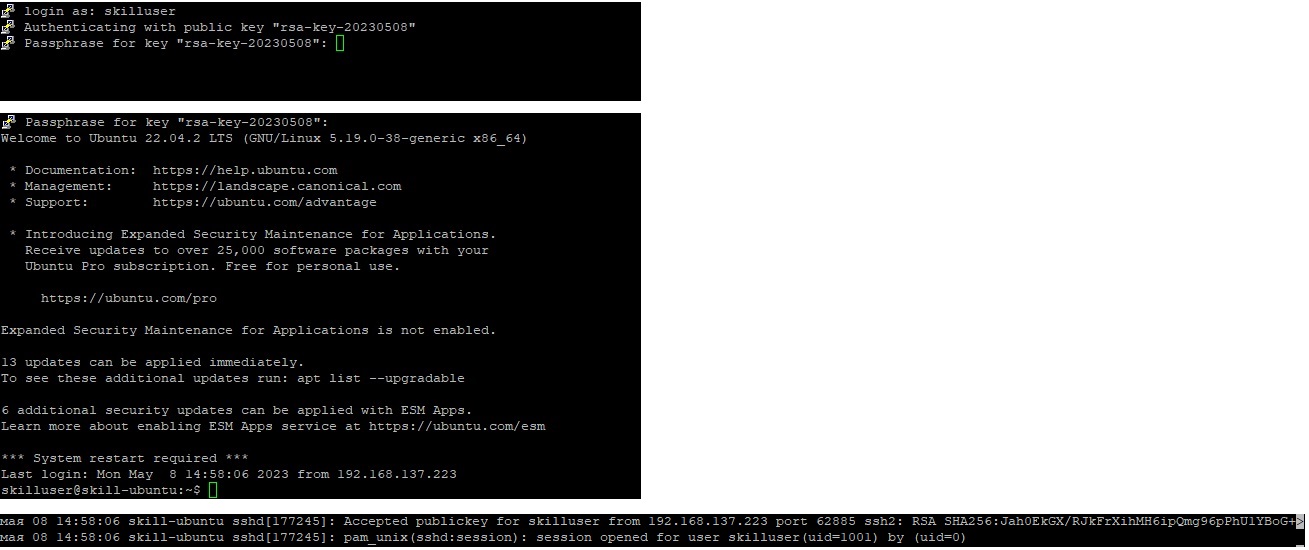 login as: skilluser
Authenticating with public key "rsa-key-20230508"
Passphrase for key "rsa-key-20230508":
Passphrase for key "rsa-key-20230508":
Welcome to Ubuntu 22.04.2 LTS (GNU/Linux 5.19.0-38-generic x86_64)
* Documentation:  https://help.ubuntu.com
* Management:     https://landscape.canonical.com
* Support:        https://ubuntu.com/advantage
* Introducing Expanded Security Maintenance for Applications.
Receive updates to over 25,000 software packages with your
Ubuntu Pro subscription. Free for personal use.
https://ubuntu.com/pro
Expanded Security Maintenance for Applications is not enabled.
13 updates can be applied immediately.
To see these additional updates run: apt list --upgradable
6 additional security updates can be applied with ESM Apps.
Learn more about enabling ESM Apps service at https://ubuntu.com/esm
*** System restart required ***
Last login: Mon May  8 14:58:06 2023 from 192.168.137.223
skilluser@skill-ubuntu:~$
мая 08 14:58:06 skill-ubuntu sshd[177245]: Accepted publickey for skilluser from 192.168.137.223 port 62885 ssh2: RSA SHA256:Jah0EkGX/RJkFrXihMH6ipQmg96pPhU1YBoG+>
мая 08 14:58:06 skill-ubuntu sshd[177245]: pam_unix(sshd:session): session opened for user skilluser(uid=1001) by (uid=0)